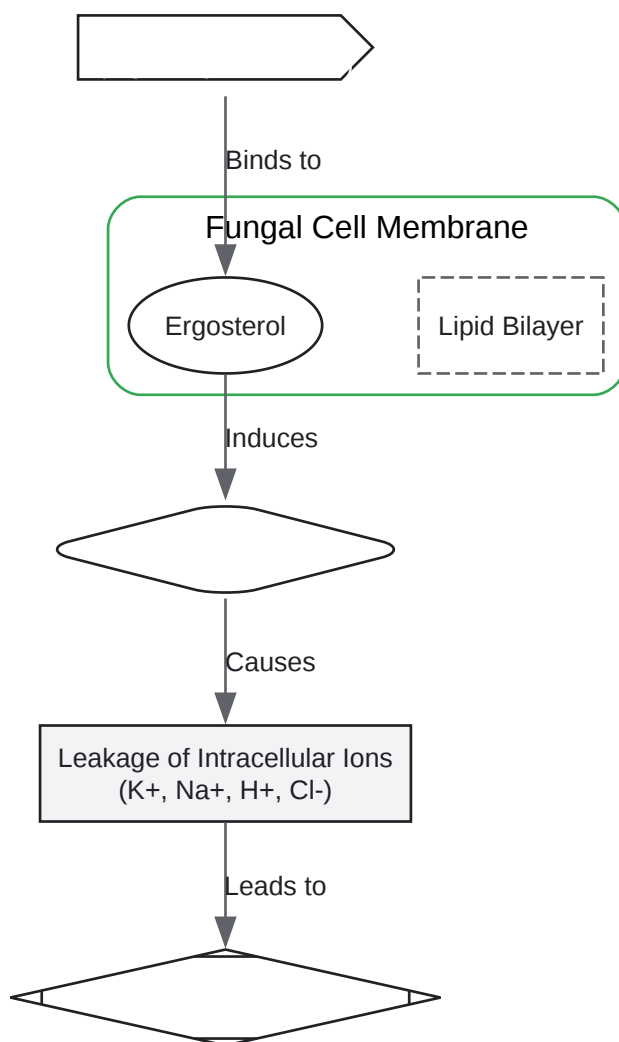 Binds to
Fungal Cell Membrane
Ergosterol
Lipid Bilayer
Induces
Causes
Leakage of Intracellular Ions
(K+, Na+, H+, Cl-)
Leads to